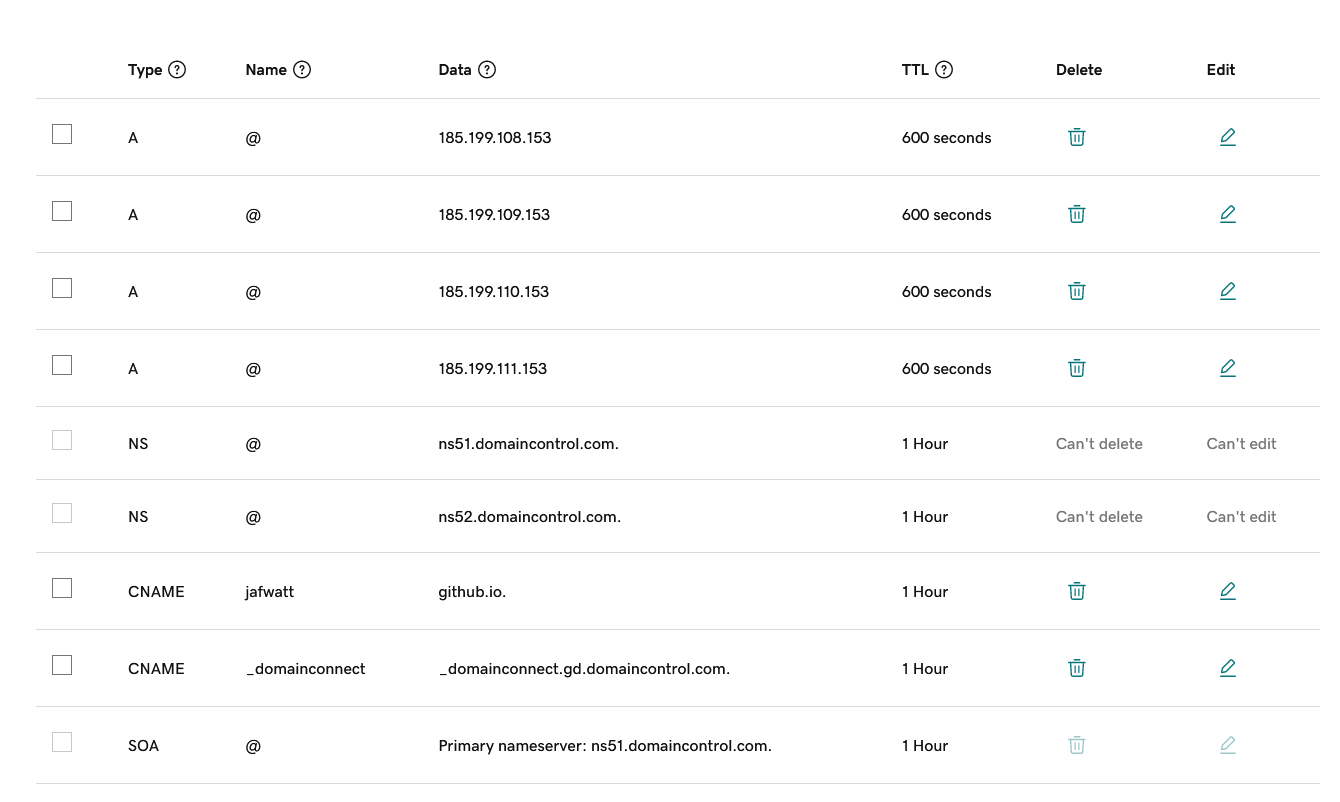 Type Name Data TTL Delete Edit
A @ 185.199.108.153 600 seconds
A @ 185.199.109.153 600 seconds
A @ 185.199.110.153 600 seconds
A @ 185.199.111.153 600 seconds
NS @ ns51.domaincontrol.com. 1 Hour Can't delete Can't edit
NS @ ns52.domaincontrol.com. 1 Hour Can't delete Can't edit
CNAME jafwatt github.io. 1 Hour
CNAME _domainconnect _domainconnect.gd.domaincontrol.com. 1 Hour
SOA @ Primary nameserver: ns51.domaincontrol.com. 1 Hour